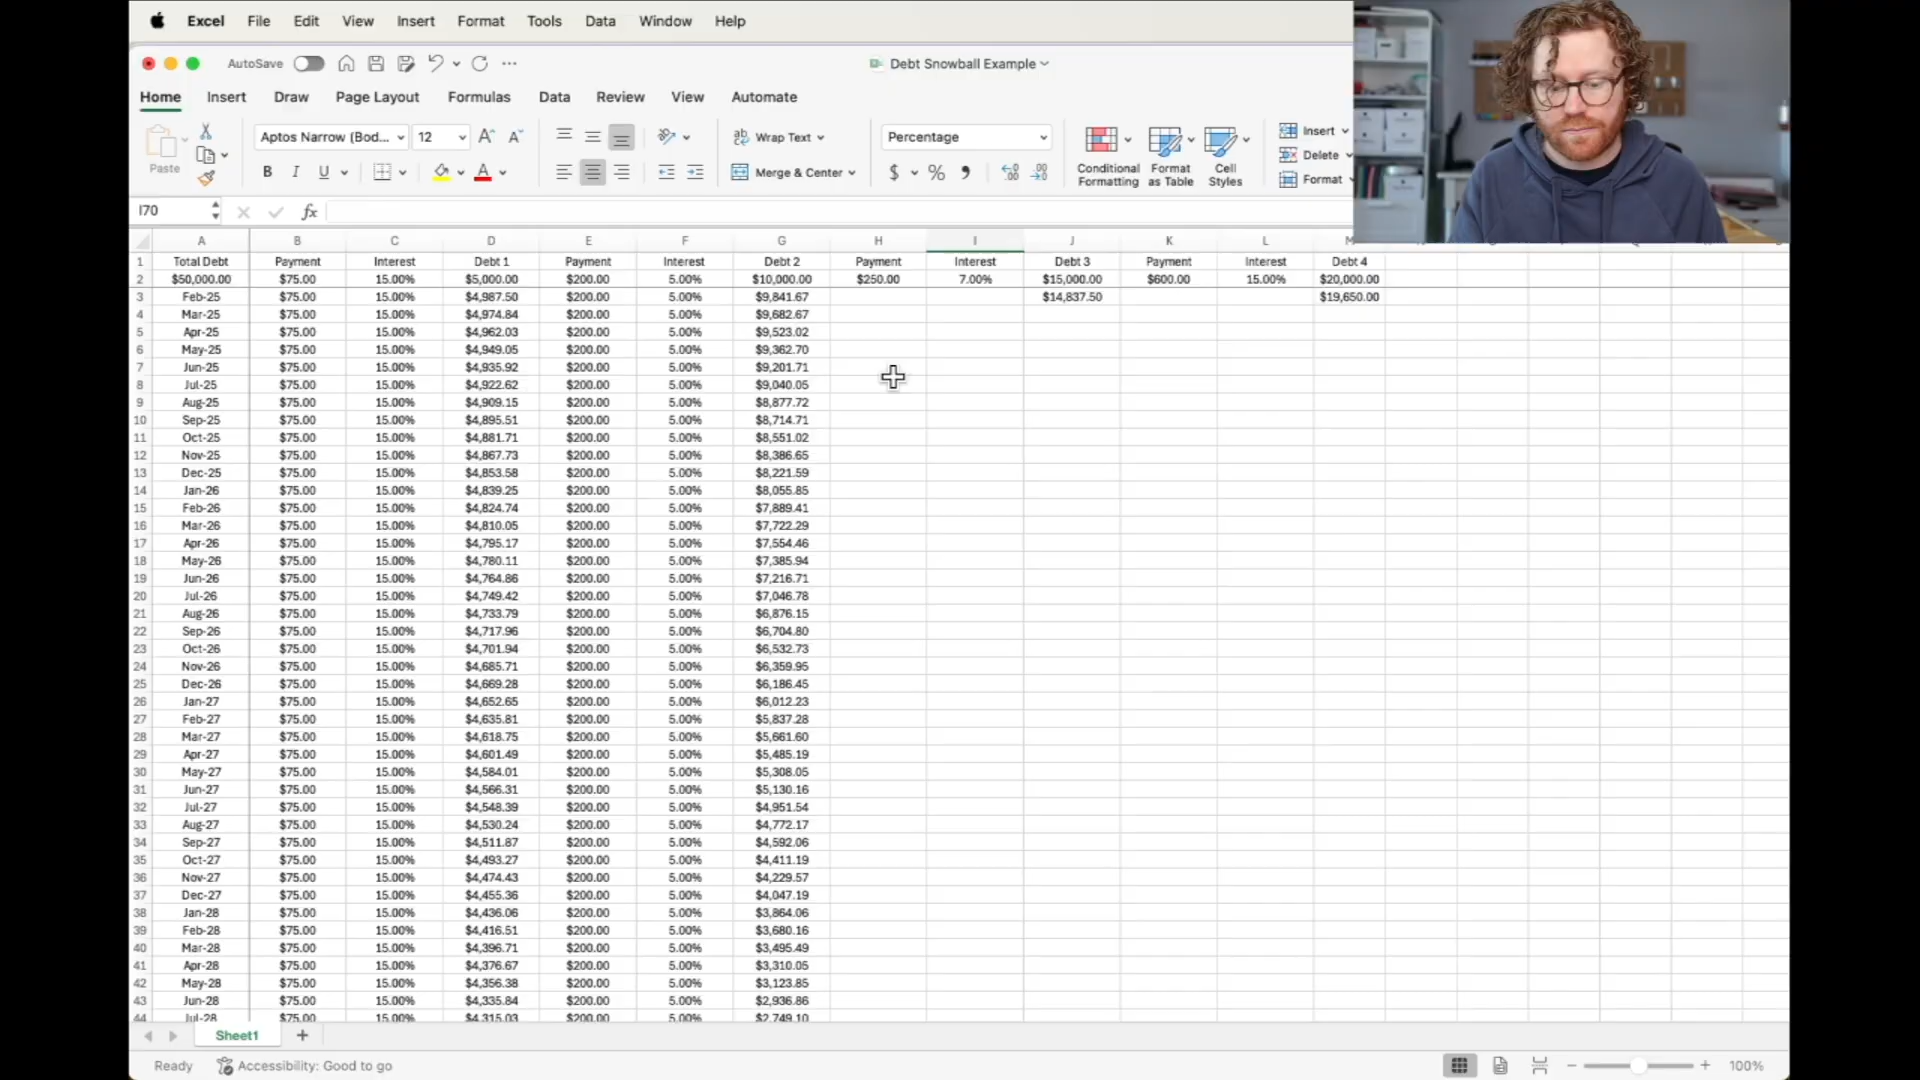 Excel File Edit View Insert Format Tools Data Window Help
AutoSave Debt Snowball Example
Home Insert Draw Page Layout Formulas Data Review View Automate
Paste Aptos Narrow (Bod... 12 Wrap Text Percentage Conditional Formatting Format as Table Cell Styles Insert
Delete
B I U Merge & Center $ % Format
I70 fx
A B C D E F G H I J K L M
1 Total Debt Payment Interest Debt 1 Payment Interest Debt 2 Payment Interest Debt 3 Payment Interest Debt 4
2 $50,000.00 $75.00 15.00% $5,000.00 $200.00 5.00% $10,000.00 $250.00 7.00% $15,000.00 $600.00 15.00% $20,000.00
3 Feb-25 $75.00 15.00% $4,987.50 $200.00 5.00% $9,841.67 $14,837.50 $19,650.00
4 Mar-25 $75.00 15.00% $4,974.84 $200.00 5.00% $9,682.67
5 Apr-25 $75.00 15.00% $4,962.03 $200.00 5.00% $9,523.02
6 May-25 $75.00 15.00% $4,949.05 $200.00 5.00% $9,362.70
7 Jun-25 $75.00 15.00% $4,935.92 $200.00 5.00% $9,201.71
8 Jul-25 $75.00 15.00% $4,922.62 $200.00 5.00% $9,040.05
9 Aug-25 $75.00 15.00% $4,909.15 $200.00 5.00% $8,877.72
10 Sep-25 $75.00 15.00% $4,895.51 $200.00 5.00% $8,714.71
11 Oct-25 $75.00 15.00% $4,881.71 $200.00 5.00% $8,551.02
12 Nov-25 $75.00 15.00% $4,867.73 $200.00 5.00% $8,386.65
13 Dec-25 $75.00 15.00% $4,853.58 $200.00 5.00% $8,221.59
14 Jan-26 $75.00 15.00% $4,839.25 $200.00 5.00% $8,055.85
15 Feb-26 $75.00 15.00% $4,824.74 $200.00 5.00% $7,889.41
16 Mar-26 $75.00 15.00% $4,810.05 $200.00 5.00% $7,722.29
17 Apr-26 $75.00 15.00% $4,795.17 $200.00 5.00% $7,554.46
18 May-26 $75.00 15.00% $4,780.11 $200.00 5.00% $7,385.94
19 Jun-26 $75.00 15.00% $4,764.86 $200.00 5.00% $7,216.71
20 Jul-26 $75.00 15.00% $4,749.42 $200.00 5.00% $7,046.78
21 Aug-26 $75.00 15.00% $4,733.79 $200.00 5.00% $6,876.15
22 Sep-26 $75.00 15.00% $4,717.96 $200.00 5.00% $6,704.80
23 Oct-26 $75.00 15.00% $4,701.94 $200.00 5.00% $6,532.73
24 Nov-26 $75.00 15.00% $4,685.71 $200.00 5.00% $6,359.95
25 Dec-26 $75.00 15.00% $4,669.28 $200.00 5.00% $6,186.45
26 Jan-27 $75.00 15.00% $4,652.65 $200.00 5.00% $6,012.23
27 Feb-27 $75.00 15.00% $4,635.81 $200.00 5.00% $5,837.28
28 Mar-27 $75.00 15.00% $4,618.75 $200.00 5.00% $5,661.60
29 Apr-27 $75.00 15.00% $4,601.49 $200.00 5.00% $5,485.19
30 May-27 $75.00 15.00% $4,584.01 $200.00 5.00% $5,308.05
31 Jun-27 $75.00 15.00% $4,566.31 $200.00 5.00% $5,130.16
32 Jul-27 $75.00 15.00% $4,548.39 $200.00 5.00% $4,951.54
33 Aug-27 $75.00 15.00% $4,530.24 $200.00 5.00% $4,772.17
34 Sep-27 $75.00 15.00% $4,511.87 $200.00 5.00% $4,592.06
35 Oct-27 $75.00 15.00% $4,493.27 $200.00 5.00% $4,411.19
36 Nov-27 $75.00 15.00% $4,474.43 $200.00 5.00% $4,229.57
37 Dec-27 $75.00 15.00% $4,455.36 $200.00 5.00% $4,047.19
38 Jan-28 $75.00 15.00% $4,436.06 $200.00 5.00% $3,864.06
39 Feb-28 $75.00 15.00% $4,416.51 $200.00 5.00% $3,680.16
40 Mar-28 $75.00 15.00% $4,396.71 $200.00 5.00% $3,495.49
41 Apr-28 $75.00 15.00% $4,376.67 $200.00 5.00% $3,310.05
42 May-28 $75.00 15.00% $4,356.38 $200.00 5.00% $3,123.85
43 Jun-28 $75.00 15.00% $4,335.84 $200.00 5.00% $2,936.86
44 Jul-28 $75.00 15.00% $4,315.03 $200.00 5.00% $2,749.10
Sheet1
Ready Accessibility: Good to go 100%